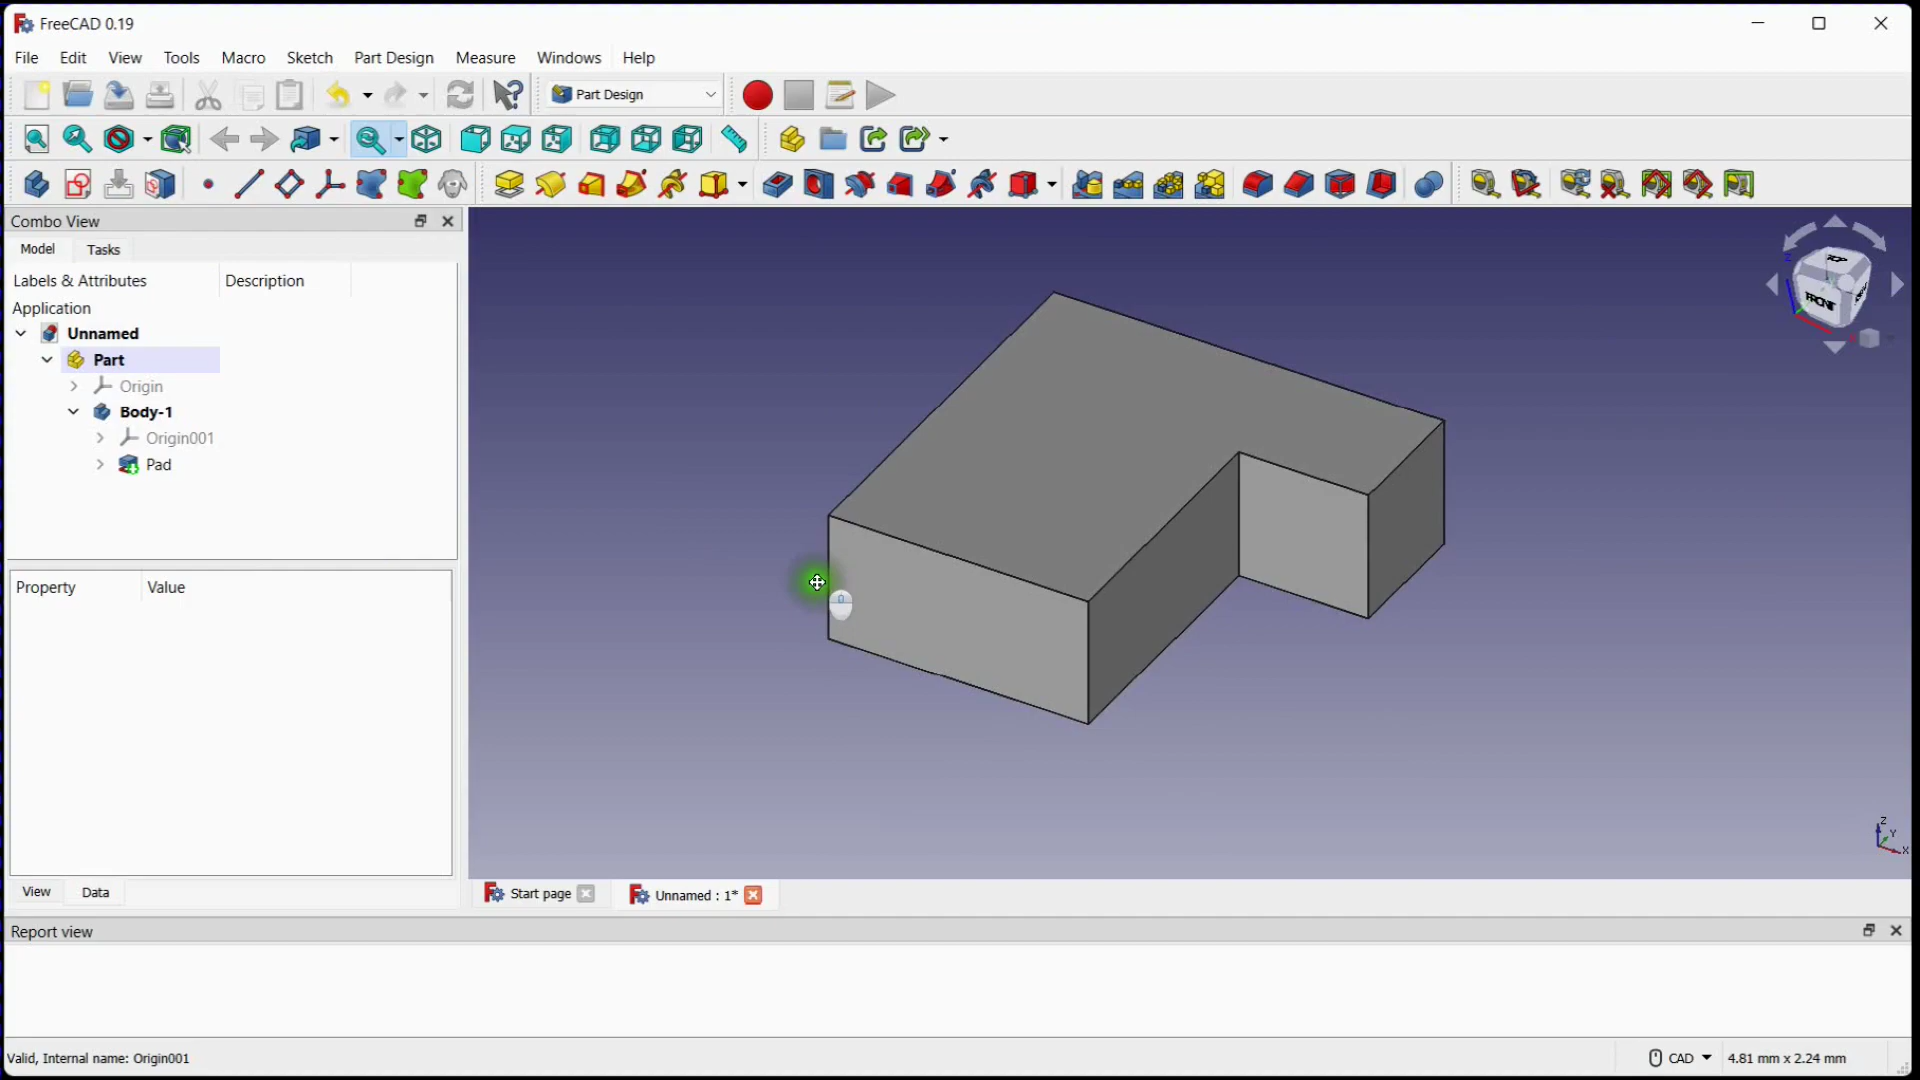 FreeCAD 0.19
File Edit View Tools Macro Sketch Part Design Measure Windows Help
Part Design
Combo View
Model Tasks
Labels & Attributes Description
Application
Unnamed
Part
Origin
Body-1
Origin001
Pad
Property Value
View Data
TOP
FRONT
Z
Z
Y
X
Start page Unnamed : 1*
Report view
Valid, Internal name: Origin001
CAD 4.81 mm x 2.24 mm